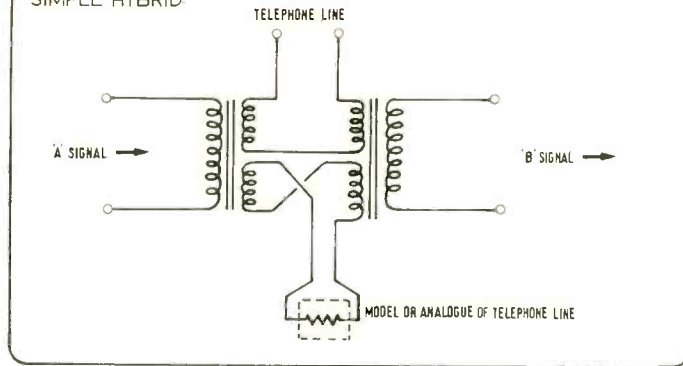 SIMPLE HYBRID
TELEPHONE LINE
'A' SIGNAL
'B' SIGNAL
MODEL OR ANALOGUE OF TELEPHONE LINE